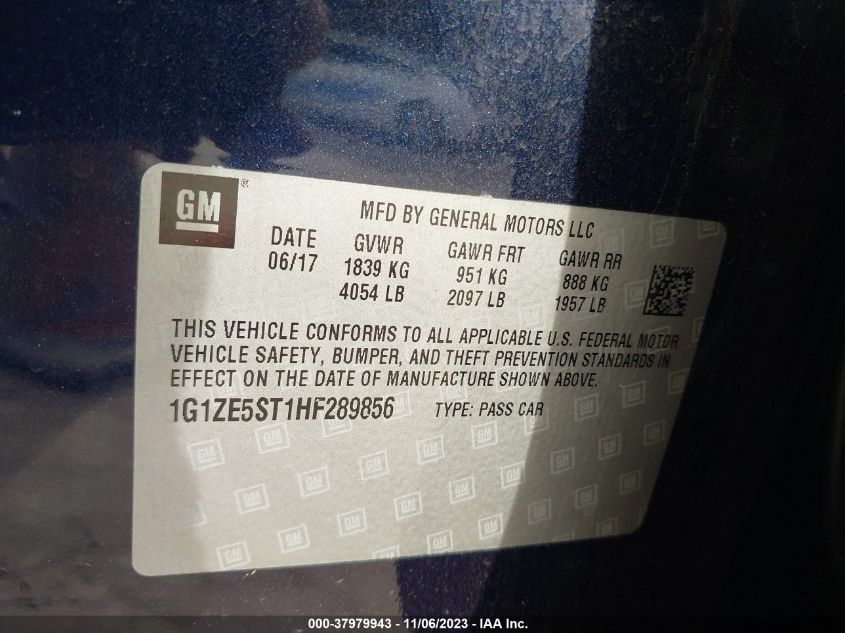 GM®
MFD BY GENERAL MOTORS LLC
DATE GVWR GAWR FRT GAWR RR
06/17 1839 KG 951 KG 888 KG
4054 LB 2097 LB 1957 LB
THIS VEHICLE CONFORMS TO ALL APPLICABLE U.S. FEDERAL MOTOR
VEHICLE SAFETY, BUMPER, AND THEFT PREVENTION STANDARDS IN
EFFECT ON THE DATE OF MANUFACTURE SHOWN ABOVE.
1G1ZE5ST1HF289856 TYPE: PASS CAR
000-37979943 - 11/06/2023 - IAA Inc.